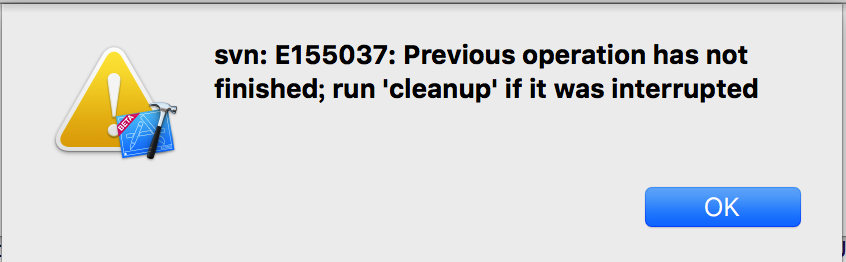 svn: E155037: Previous operation has not
finished; run 'cleanup' if it was interrupted
BETA
OK